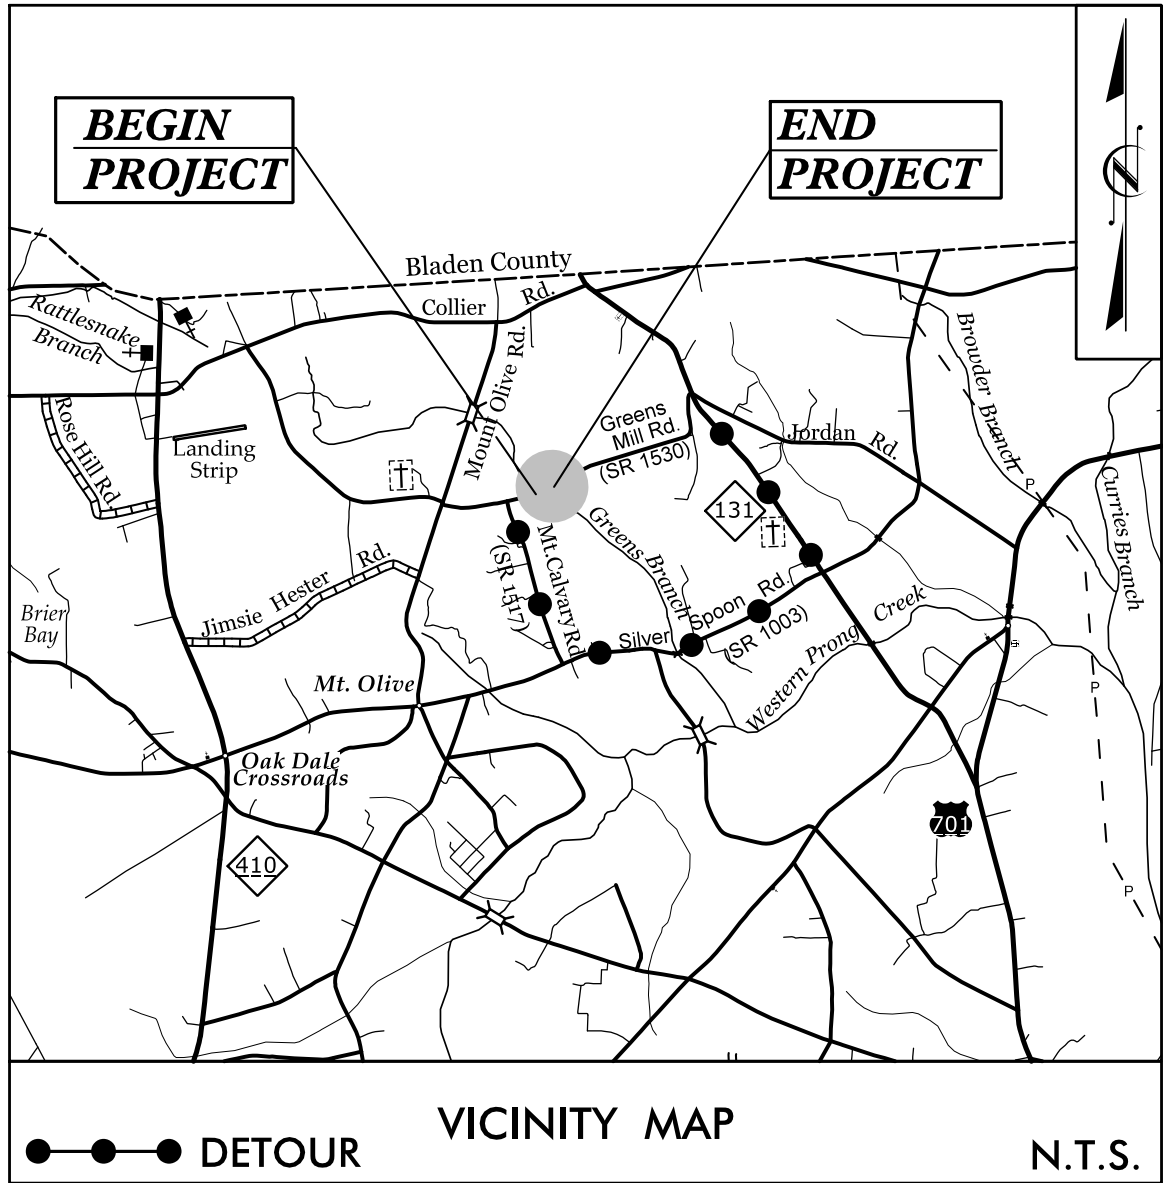 BEGIN
PROJECT
END
PROJECT
N
Bladen County
Collier Rd.
Rattlesnake
Branch
Mount Olive Rd.
Greens
Mill Rd.
(SR 1530)
Jordan Rd.
Browder Branch
Rose Hill Rd.
Landing
Strip
P
Curries Branch
131
Greens Branch
Mt. Calvary Rd.
(SR 1517)
Jimsie Hester Rd.
Brier
Bay
Silver Spoon Rd.
(SR 1003)
Western Prong Creek
Mt. Olive
P
Oak Dale
Crossroads
701
410
P
VICINITY MAP
DETOUR
N.T.S.